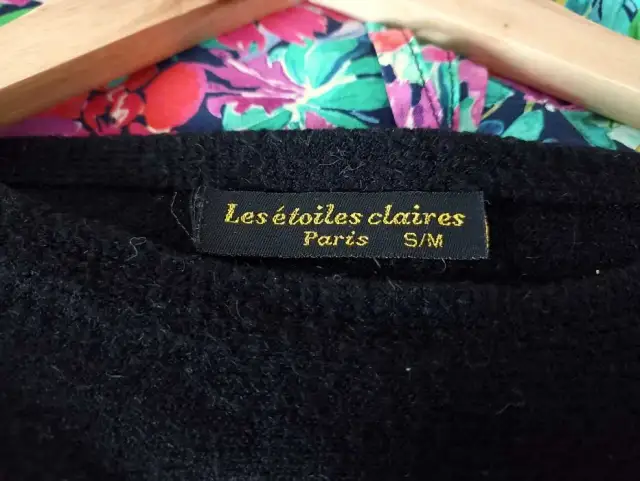 Les étoiles claires
Paris S/M